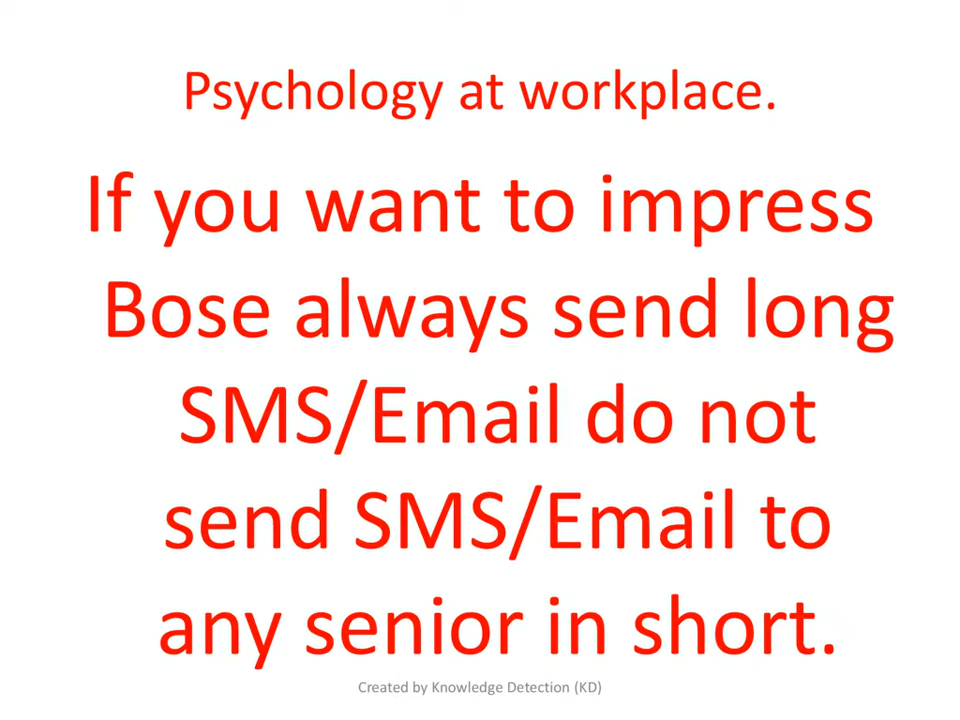 Psychology at workplace.
If you want to impress
Bose always send long
SMS/Email do not
send SMS/Email to
any senior in short.
Created by Knowledge Detection (KD)